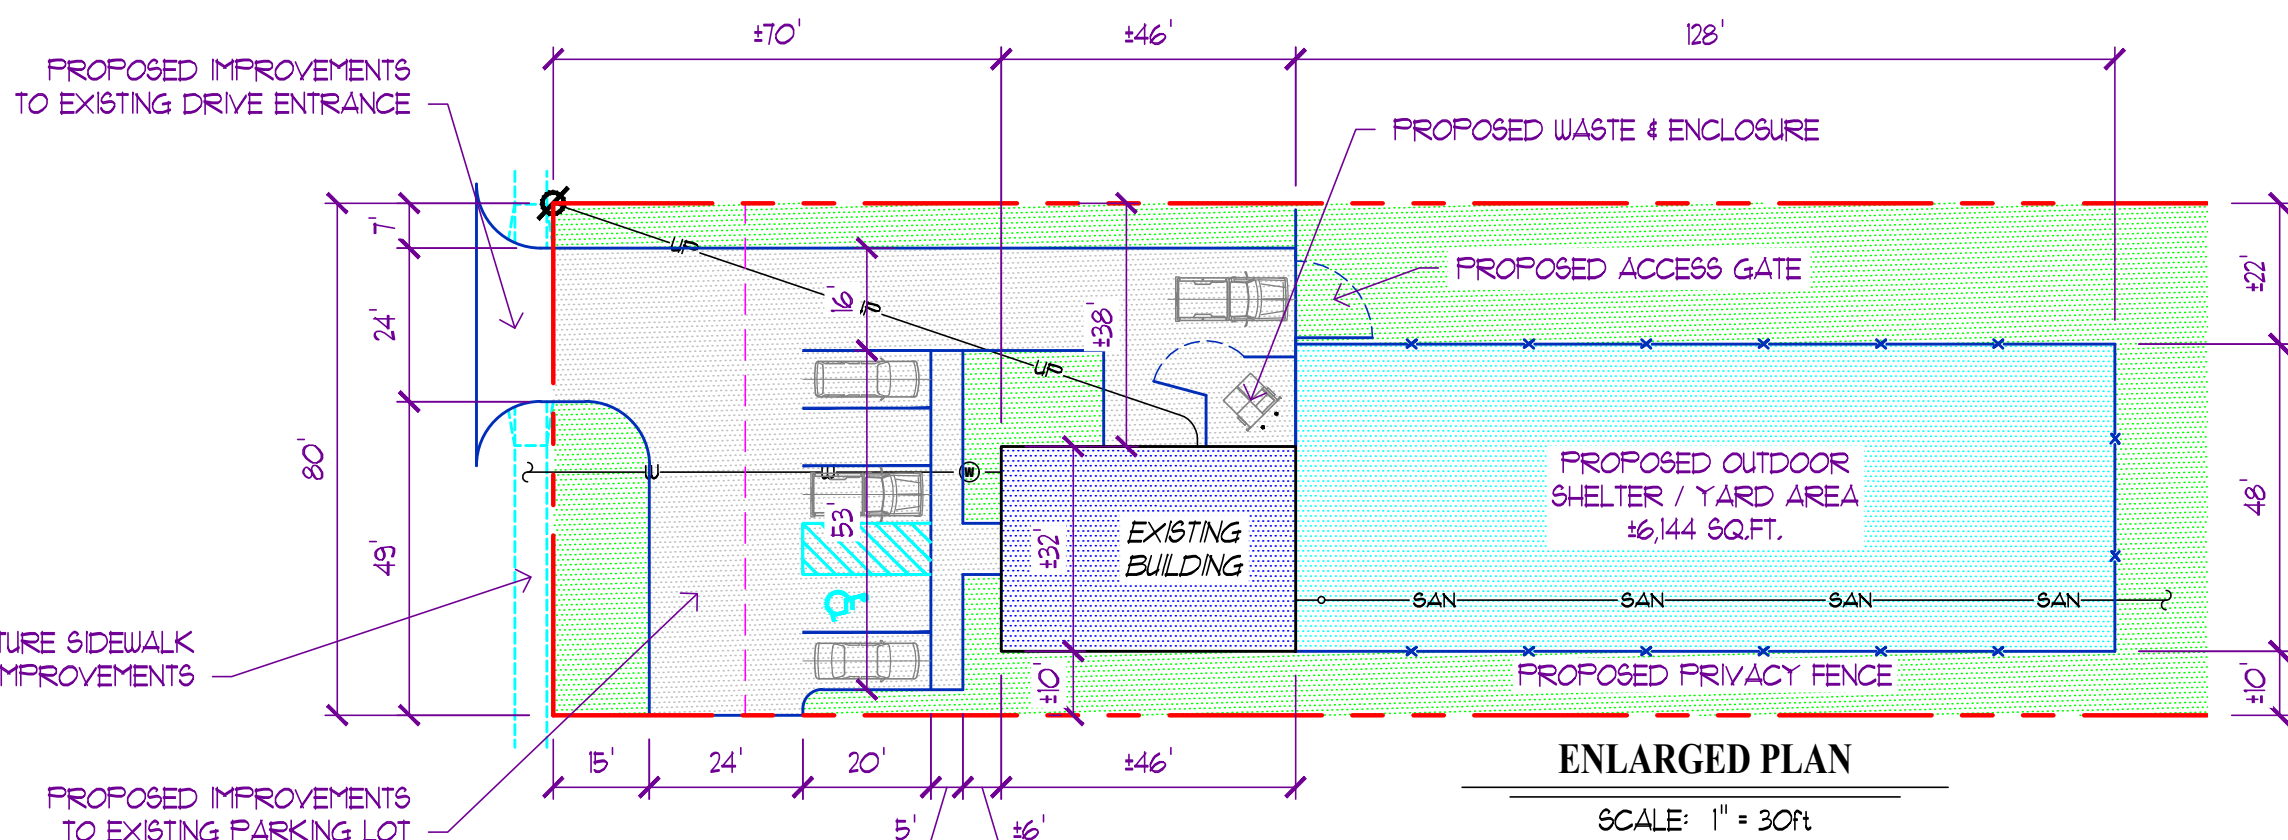 ±70'
±46'
128'
PROPOSED IMPROVEMENTS
TO EXISTING DRIVE ENTRANCE
PROPOSED WASTE & ENCLOSURE
7'
UP
PROPOSED ACCESS GATE
±22'
16'
UP
±38'
24'
UP
80'
W
W
W
PROPOSED OUTDOOR
SHELTER / YARD AREA
±6,144 SQ.FT.
48'
53'
EXISTING
BUILDING
±32'
49'
SAN
SAN
SAN
SAN
TURE SIDEWALK
MPROVEMENTS
±10'
PROPOSED PRIVACY FENCE
±10'
15'
24'
20'
±46'
ENLARGED PLAN
SCALE: 1" = 30ft
PROPOSED IMPROVEMENTS
TO EXISTING PARKING LOT
5'
±6'